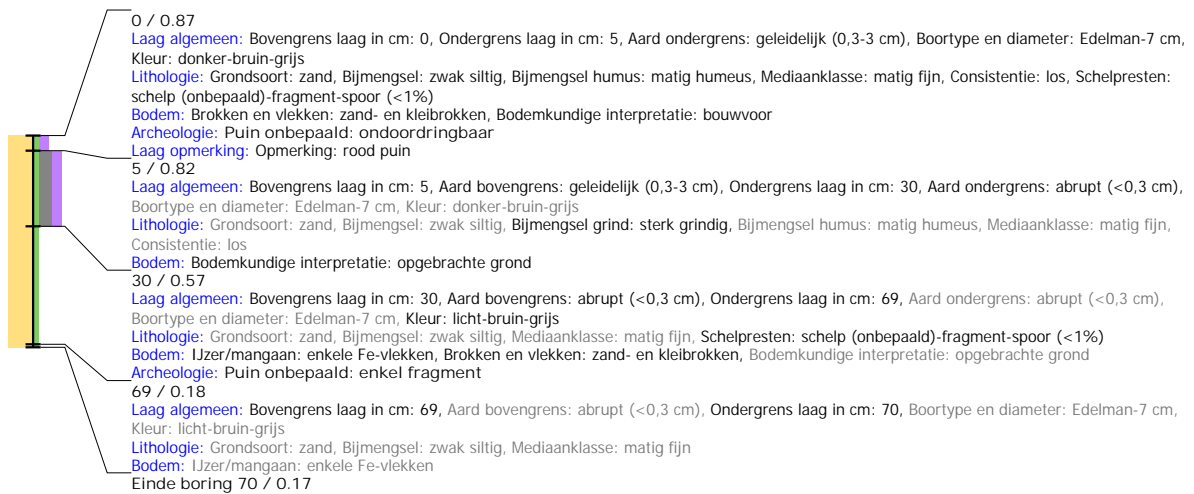 0 / 0.87
Laag algemeen: Bovengrens laag in cm: 0, Ondergrens laag in cm: 5, Aard ondergrens: geleidelijk (0,3-3 cm), Boortype en diameter: Edelman-7 cm,
Kleur: donker-bruin-grijs
Lithologie: Grondsoort: zand, Bijmengsel: zwak siltig, Bijmengsel humus: matig humeus, Mediaanklasse: matig fijn, Consistentie: los, Schelpresten:
schelp (onbepaald)-fragment-spoor (<1%)
Bodem: Brokken en vlekken: zand- en kleibrokken, Bodemkundige interpretatie: bouwvoor
Archeologie: Puin onbepaald: ondoordringbaar
Laag opmerking: Opmerking: rood puin
5 / 0.82
Laag algemeen: Bovengrens laag in cm: 5, Aard bovengrens: geleidelijk (0,3-3 cm), Ondergrens laag in cm: 30, Aard ondergrens: abrupt (<0,3 cm),
Boortype en diameter: Edelman-7 cm, Kleur: donker-bruin-grijs
Lithologie: Grondsoort: zand, Bijmengsel: zwak siltig, Bijmengsel grind: sterk grindig, Bijmengsel humus: matig humeus, Mediaanklasse: matig fijn,
Consistentie: los
Bodem: Bodemkundige interpretatie: opgebrachte grond
30 / 0.57
Laag algemeen: Bovengrens laag in cm: 30, Aard bovengrens: abrupt (<0,3 cm), Ondergrens laag in cm: 69, Aard ondergrens: abrupt (<0,3 cm),
Boortype en diameter: Edelman-7 cm, Kleur: licht-bruin-grijs
Lithologie: Grondsoort: zand, Bijmengsel: zwak siltig, Mediaanklasse: matig fijn, Schelpresten: schelp (onbepaald)-fragment-spoor (<1%)
Bodem: IJzer/mangaan: enkele Fe-vlekken, Brokken en vlekken: zand- en kleibrokken, Bodemkundige interpretatie: opgebrachte grond
Archeologie: Puin onbepaald: enkel fragment
69 / 0.18
Laag algemeen: Bovengrens laag in cm: 69, Aard bovengrens: abrupt (<0,3 cm), Ondergrens laag in cm: 70, Boortype en diameter: Edelman-7 cm,
Kleur: licht-bruin-grijs
Lithologie: Grondsoort: zand, Bijmengsel: zwak siltig, Mediaanklasse: matig fijn
Bodem: IJzer/mangaan: enkele Fe-vlekken
Einde boring 70 / 0.17